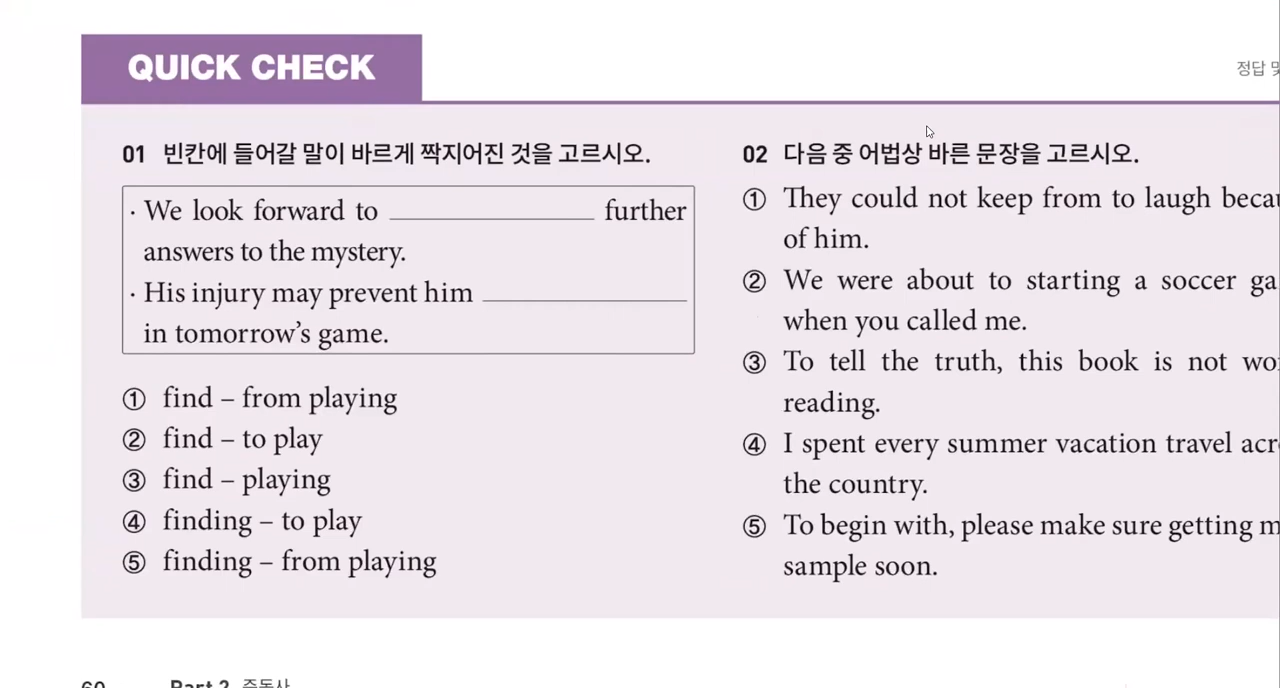 QUICK CHECK
정답 및
01 빈칸에 들어갈 말이 바르게 짝지어진 것을 고르시오.
· We look forward to ____________ further
answers to the mystery.
· His injury may prevent him ____________
in tomorrow's game.
① find – from playing
② find – to play
③ find – playing
④ finding – to play
⑤ finding – from playing
02 다음 중 어법상 바른 문장을 고르시오.
① They could not keep from to laugh
of him.
② We were about to starting a soccer
when you called me.
③ To tell the truth, this book is not
reading.
④ I spent every summer vacation travel
the country.
⑤ To begin with, please make sure getting
sample soon.
60 Part 2 준동사